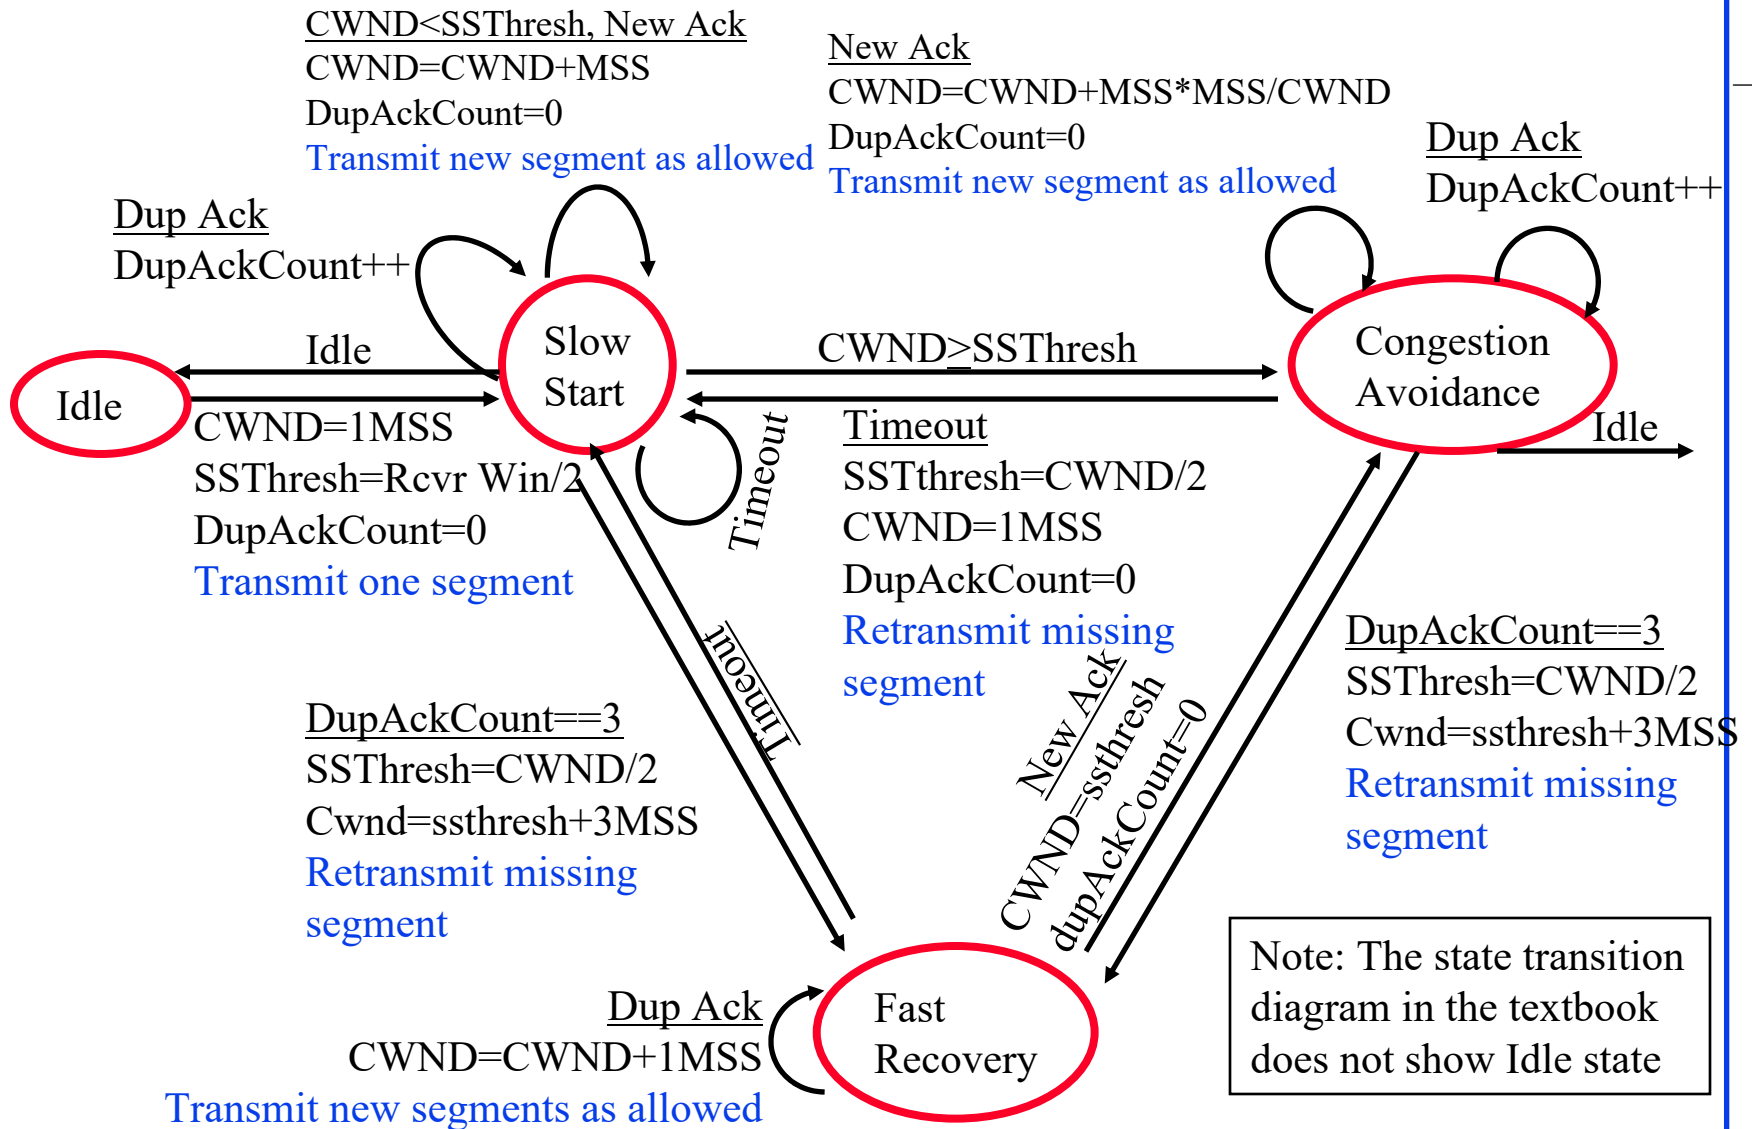 CWND<SSThresh, New Ack
CWND=CWND+MSS
DupAckCount=0
Transmit new segment as allowed
New Ack
CWND=CWND+MSS*MSS/CWND
DupAckCount=0
Transmit new segment as allowed
Dup Ack
DupAckCount++
Dup Ack
DupAckCount++
Idle
Slow
Start
CWND≥SSThresh
Congestion
Avoidance
Idle
Idle
CWND=1MSS
SSThresh=Rcvr Win/2
DupAckCount=0
Transmit one segment
Timeout
Timeout
SSTthresh=CWND/2
CWND=1MSS
DupAckCount=0
Retransmit missing
segment
Timeout
DupAckCount==3
SSThresh=CWND/2
Cwnd=ssthresh+3MSS
Retransmit missing
segment
New Ack
CWND=ssthresh
dupAckCount=0
DupAckCount==3
SSThresh=CWND/2
Cwnd=ssthresh+3MSS
Retransmit missing
segment
Dup Ack
CWND=CWND+1MSS
Transmit new segments as allowed
Fast
Recovery
Note: The state transition
diagram in the textbook
does not show Idle state